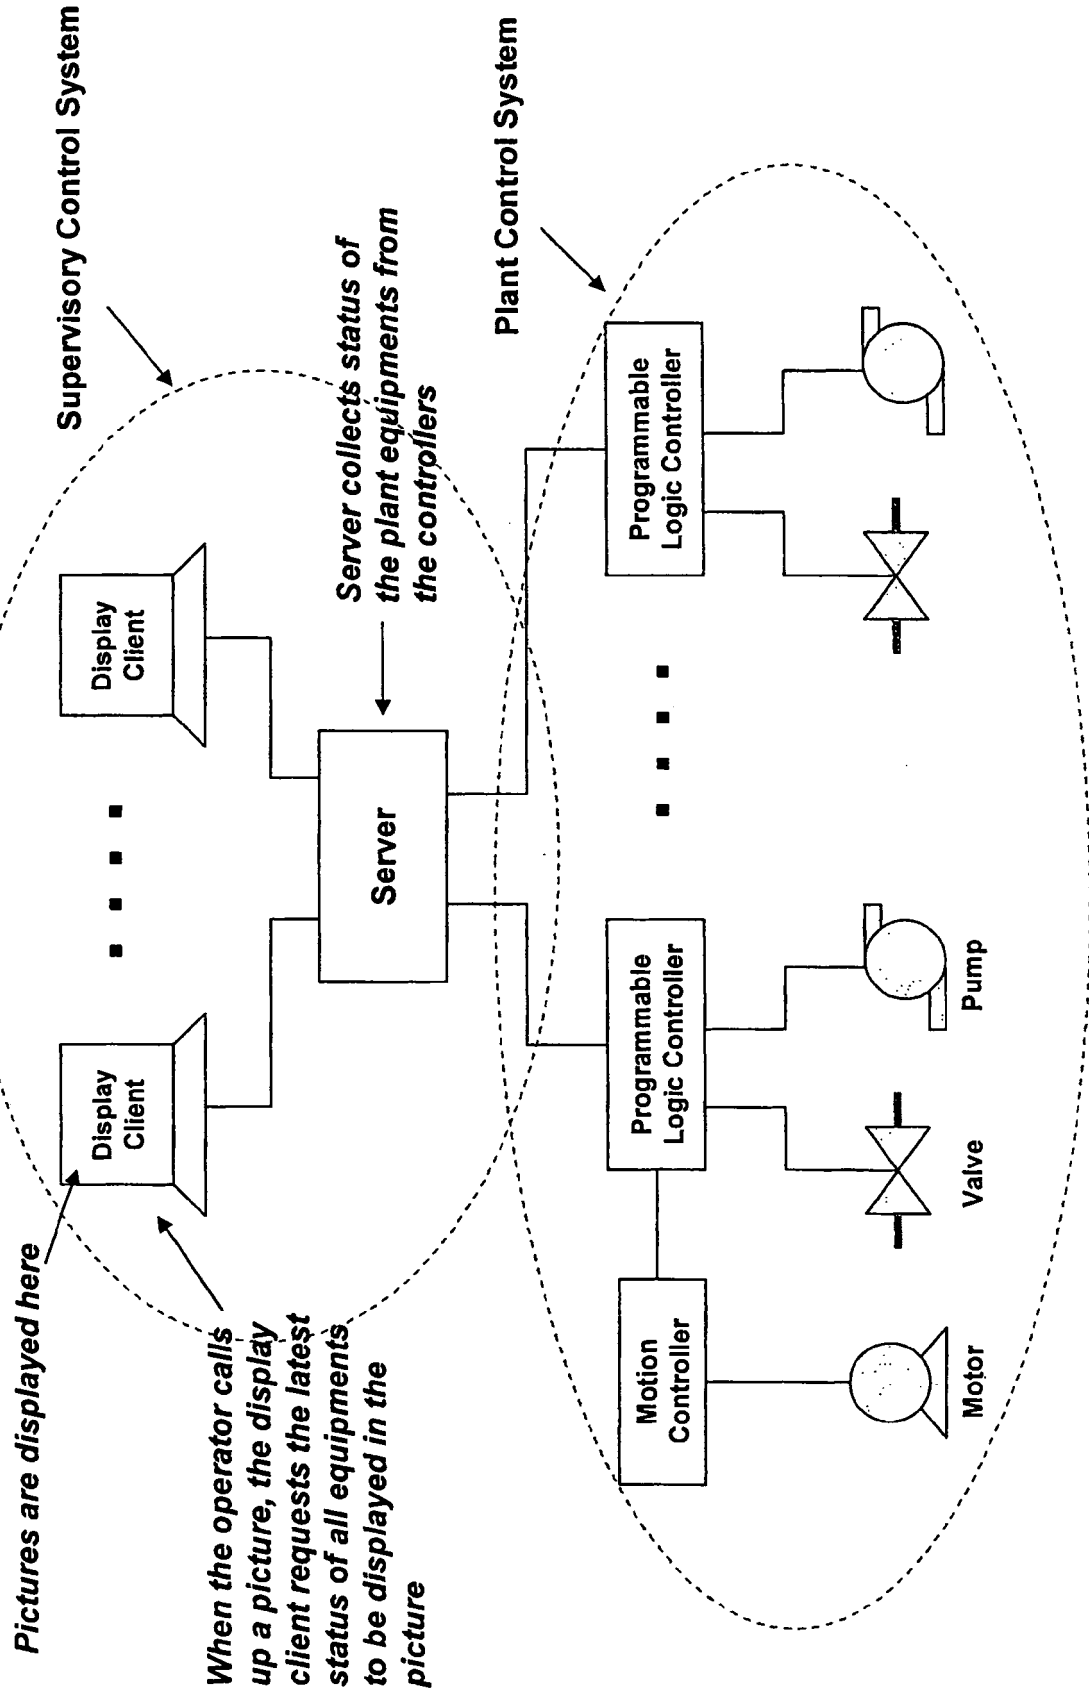 Pictures are displayed here
Supervisory Control System
Display
Client
Display
Client
When the operator calls
up a picture, the display
client requests the latest
status of all equipments
to be displayed in the
picture
Server
Server collects status of
the plant equipments from
the controllers
Plant Control System
Motion
Controller
Programmable
Logic Controller
Programmable
Logic Controller
Motor
Valve
Pump